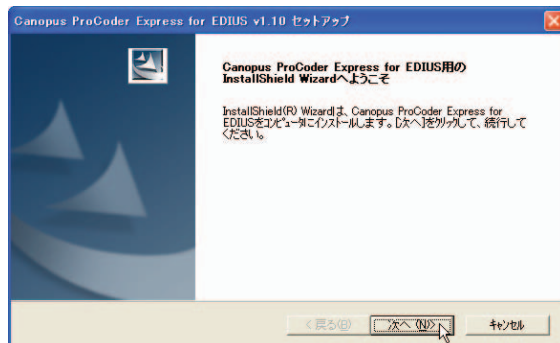 Canopus ProCoder Express for EDIUS v1.10 セットアップ
Canopus ProCoder Express for EDIUS用の
InstallShield Wizardへようこそ
InstallShield(R) Wizardは、Canopus ProCoder Express for
EDIUSをコンピュータにインストールします。[次へ]をクリックして、続行して
ください。
< 戻る(B)
次へ (N)>
キャンセル